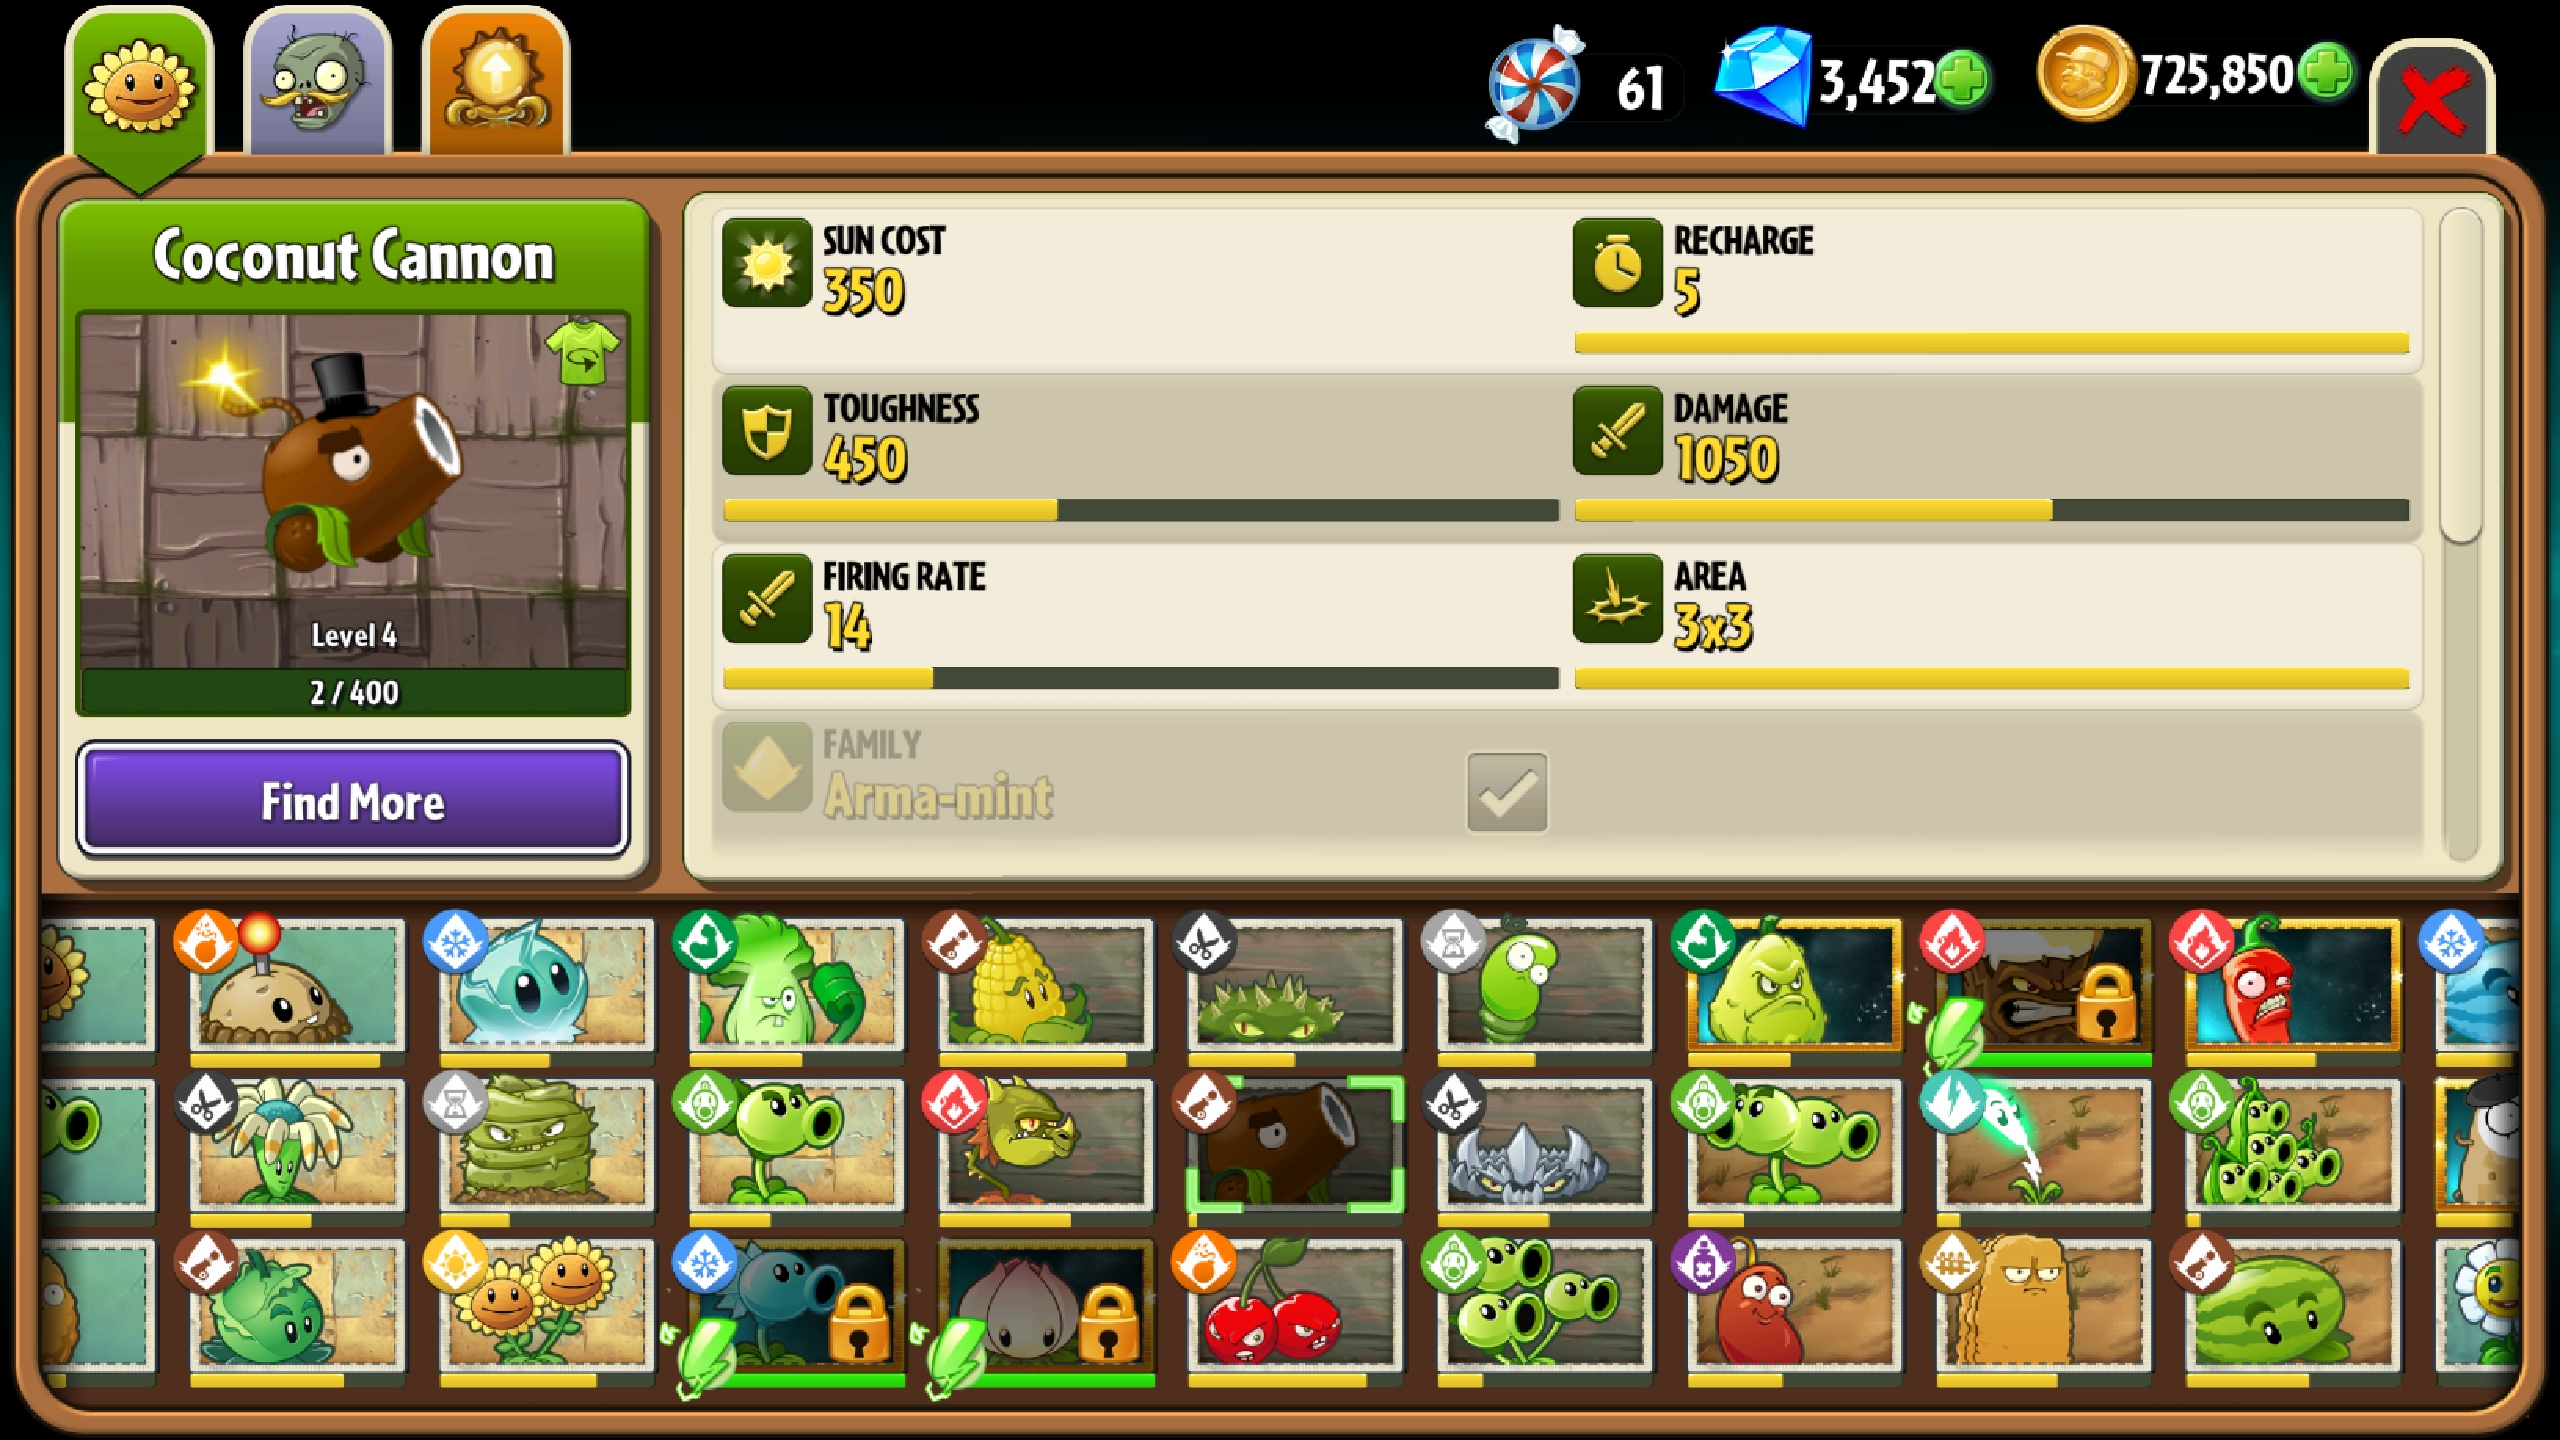 61
3,452
725,850
Coconut Cannon
Level 4
2 / 400
Find More
SUN COST
350
RECHARGE
5
TOUGHNESS
450
DAMAGE
1050
FIRING RATE
14
AREA
3x3
FAMILY
Arma-mint